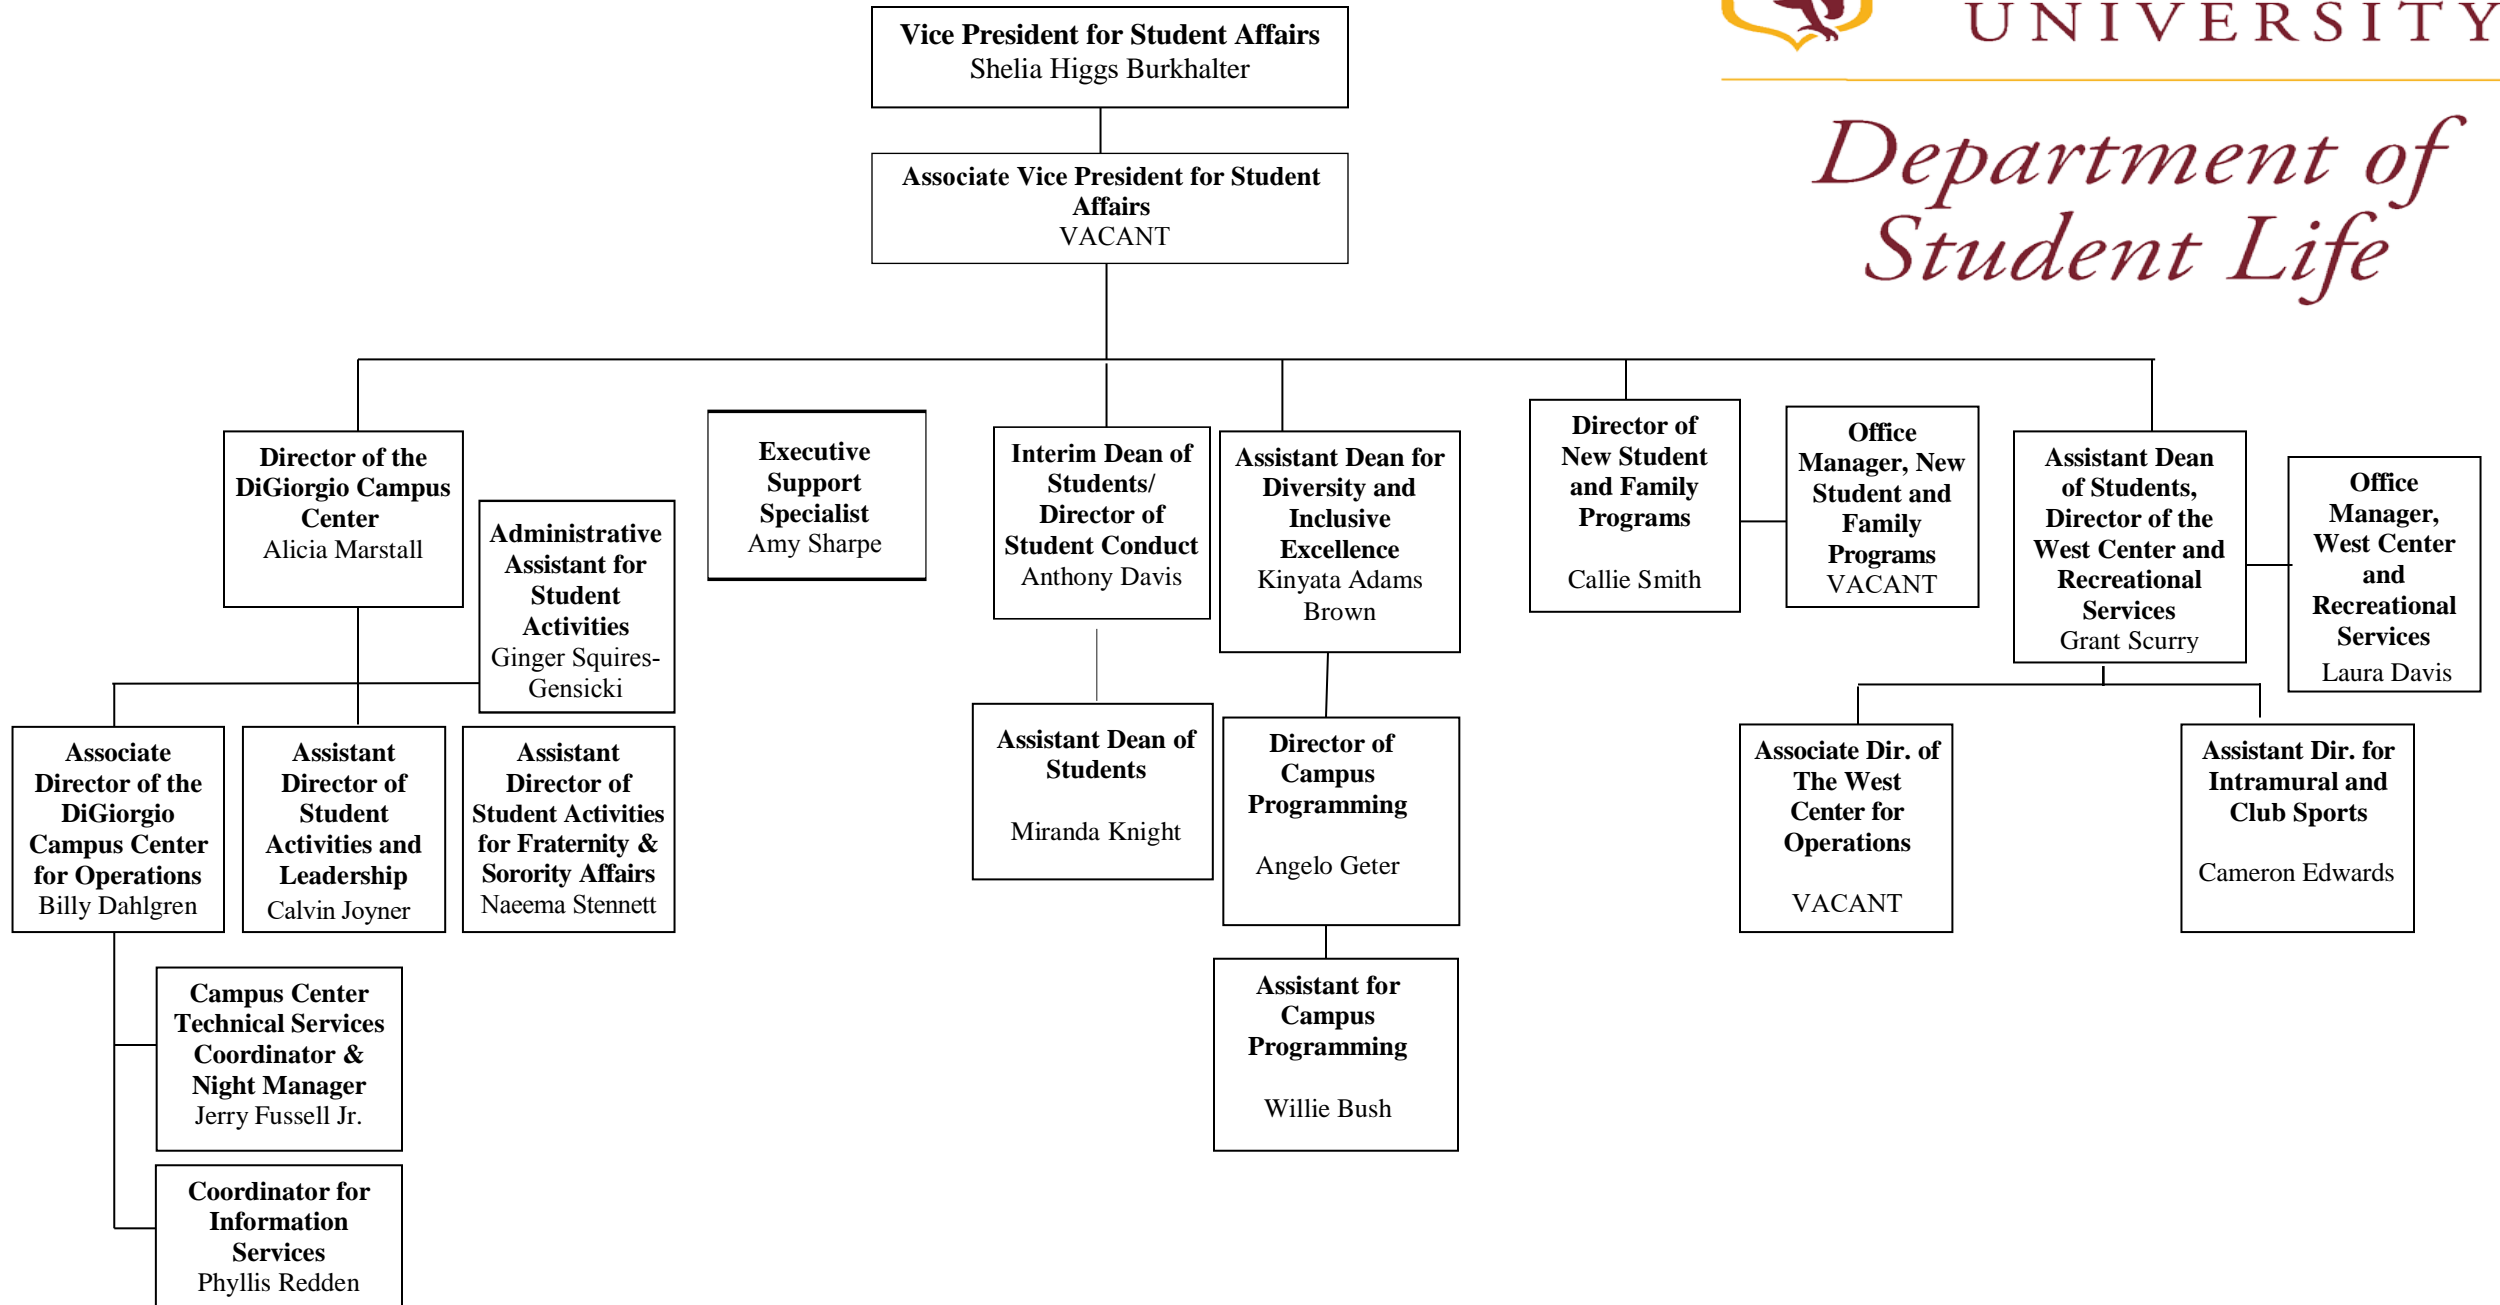 UNIVERSITY
Department of
Student Life
Vice President for Student Affairs
Shelia Higgs Burkhalter
Associate Vice President for Student
Affairs
VACANT
Director of the
DiGiorgio Campus
Center
Alicia Marstall
Administrative
Assistant for
Student
Activities
Ginger Squires-
Gensicki
Executive
Support
Specialist
Amy Sharpe
Interim Dean of
Students/
Director of
Student Conduct
Anthony Davis
Assistant Dean for
Diversity and
Inclusive
Excellence
Kinyata Adams
Brown
Director of
New Student
and Family
Programs
Callie Smith
Office
Manager, New
Student and
Family
Programs
VACANT
Assistant Dean
of Students,
Director of the
West Center and
Recreational
Services
Grant Scurry
Office
Manager,
West Center
and
Recreational
Services
Laura Davis
Associate
Director of the
DiGiorgio
Campus Center
for Operations
Billy Dahlgren
Assistant
Director of
Student
Activities and
Leadership
Calvin Joyner
Assistant
Director of
Student Activities
for Fraternity &
Sorority Affairs
Naeema Stennett
Assistant Dean of
Students
Miranda Knight
Director of
Campus
Programming
Angelo Geter
Associate Dir. of
The West
Center for
Operations
VACANT
Assistant Dir. for
Intramural and
Club Sports
Cameron Edwards
Campus Center
Technical Services
Coordinator &
Night Manager
Jerry Fussell Jr.
Assistant for
Campus
Programming
Willie Bush
Coordinator for
Information
Services
Phyllis Redden